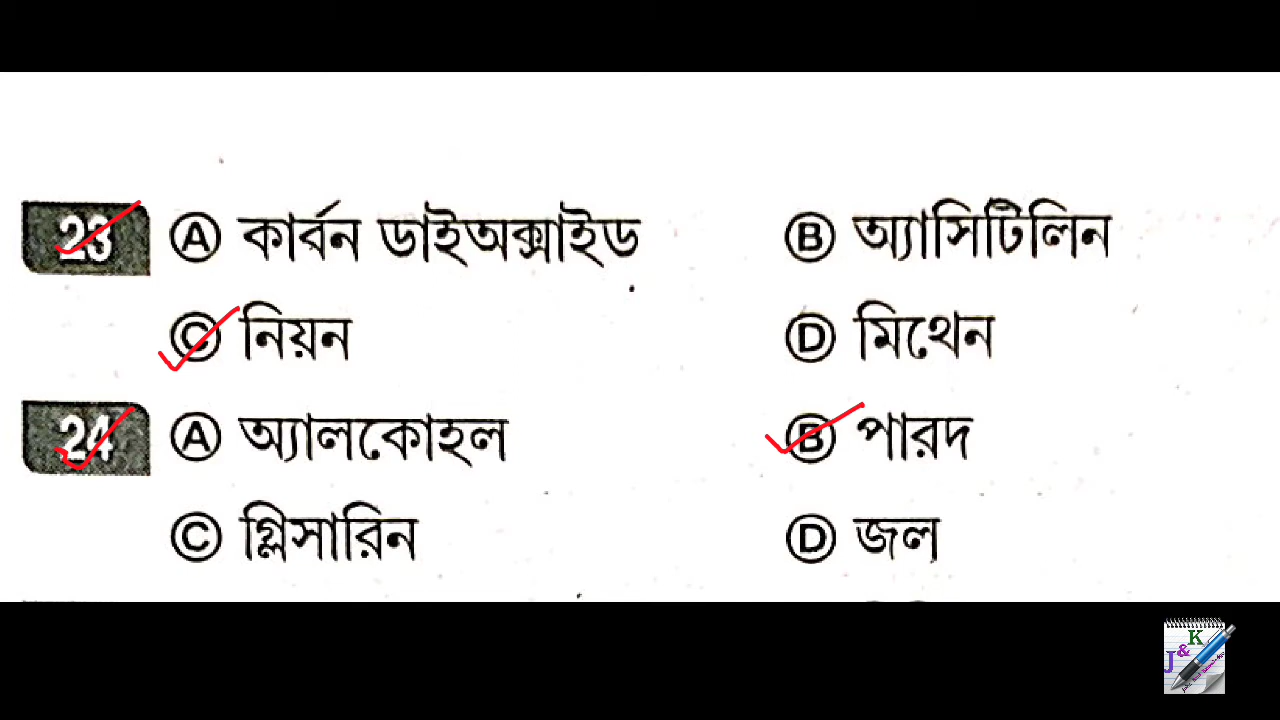 23 Ⓐ কার্বন ডাইঅক্সাইড Ⓑ অ্যাসিটিলিন
Ⓒ নিয়ন Ⓓ মিথেন
24 Ⓐ অ্যালকোহল Ⓑ পারদ
Ⓒ গ্লিসারিন Ⓓ জল
J & K